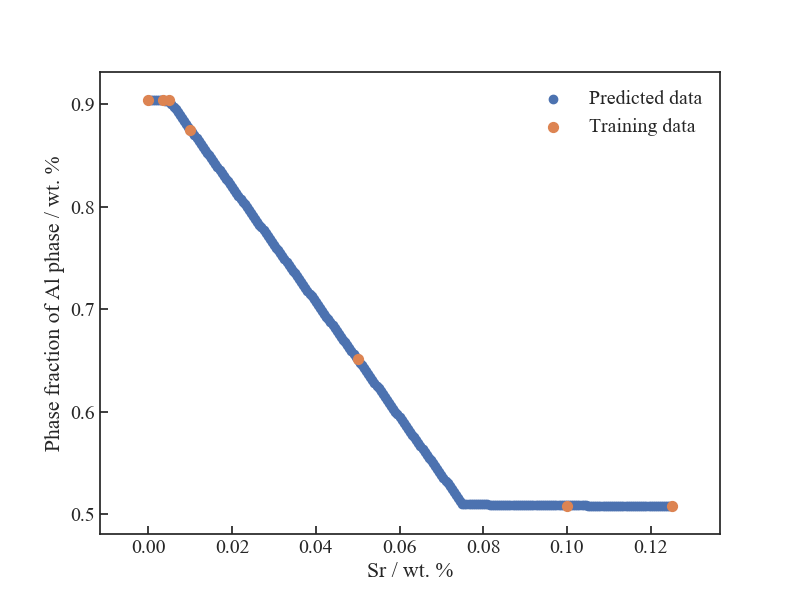 Predicted data
Training data
0.9
0.8
0.7
0.6
0.5
Phase fraction of Al phase / wt. %
0.00 0.02 0.04 0.06 0.08 0.10 0.12
Sr / wt. %